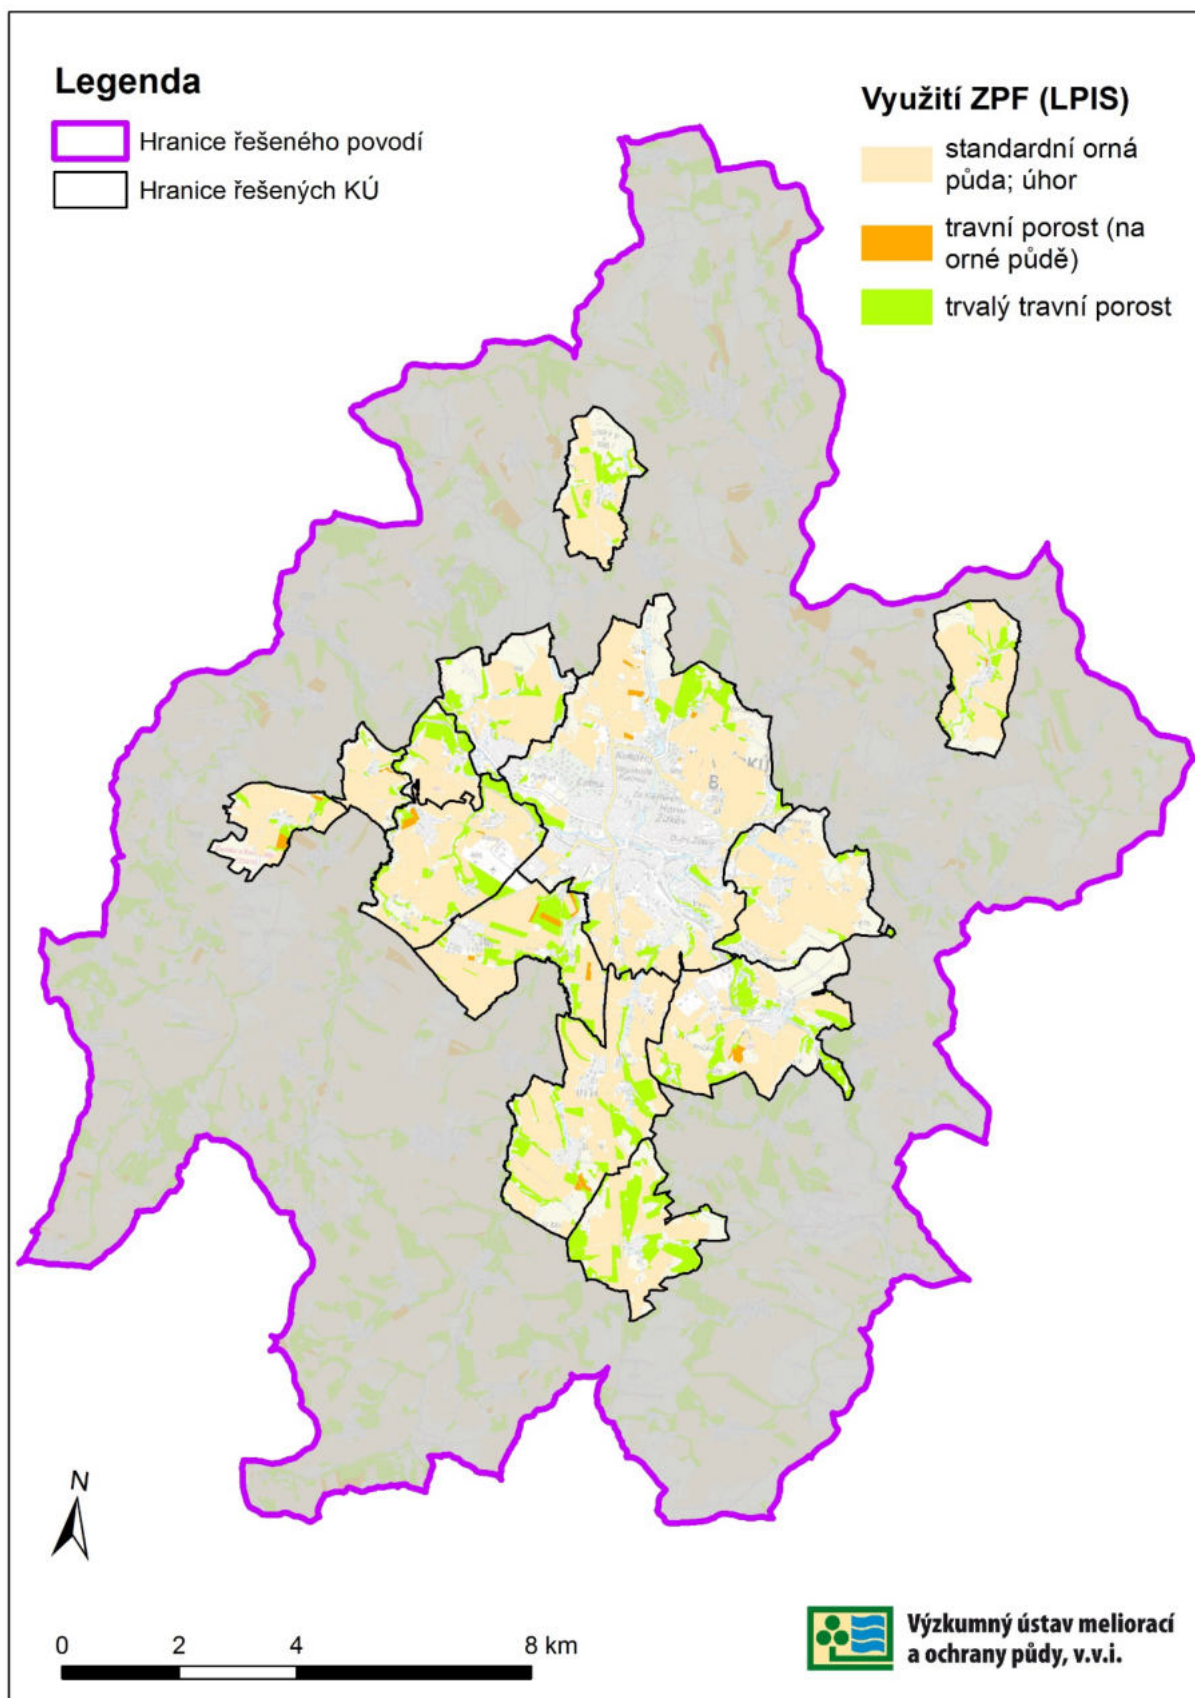 Legenda
Hranice řešeného povodí
Hranice řešených KÚ
Využití ZPF (LPIS)
standardní orná
půda; úhor
travní porost (na
orné půdě)
trvalý travní porost
N
0 2 4 8 km
Výzkumný ústav meliorací
a ochrany půdy, v.v.i.